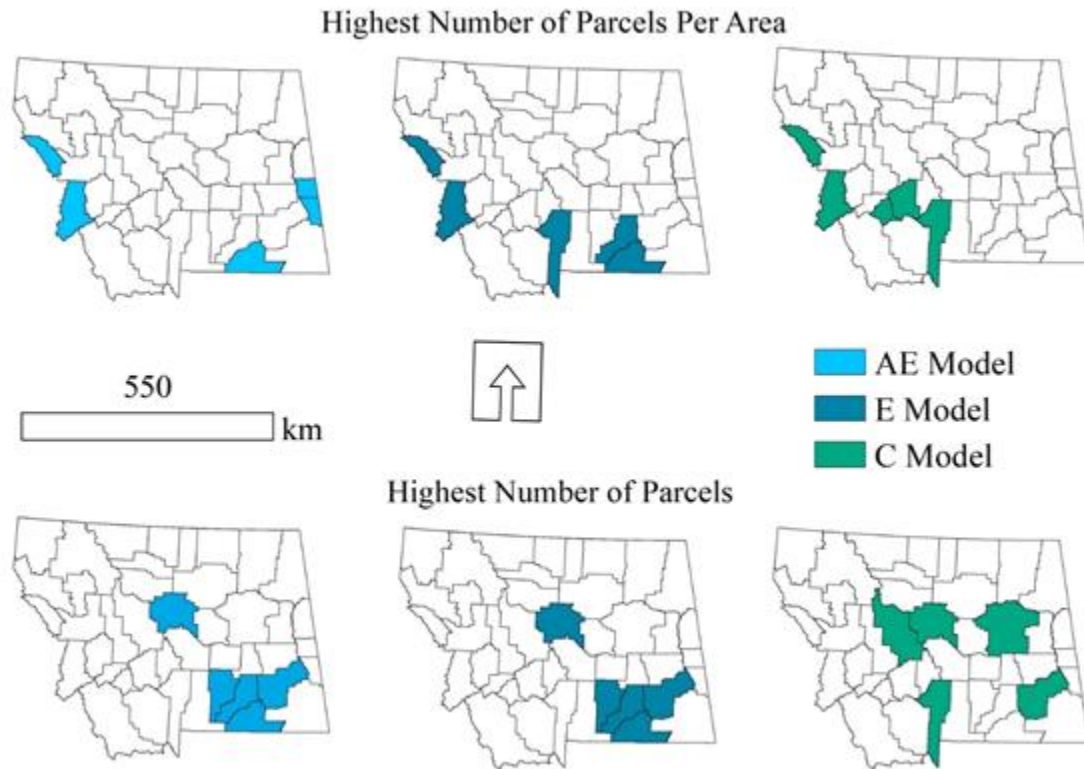 Highest Number of Parcels Per Area
550
km
AE Model
E Model
C Model
Highest Number of Parcels